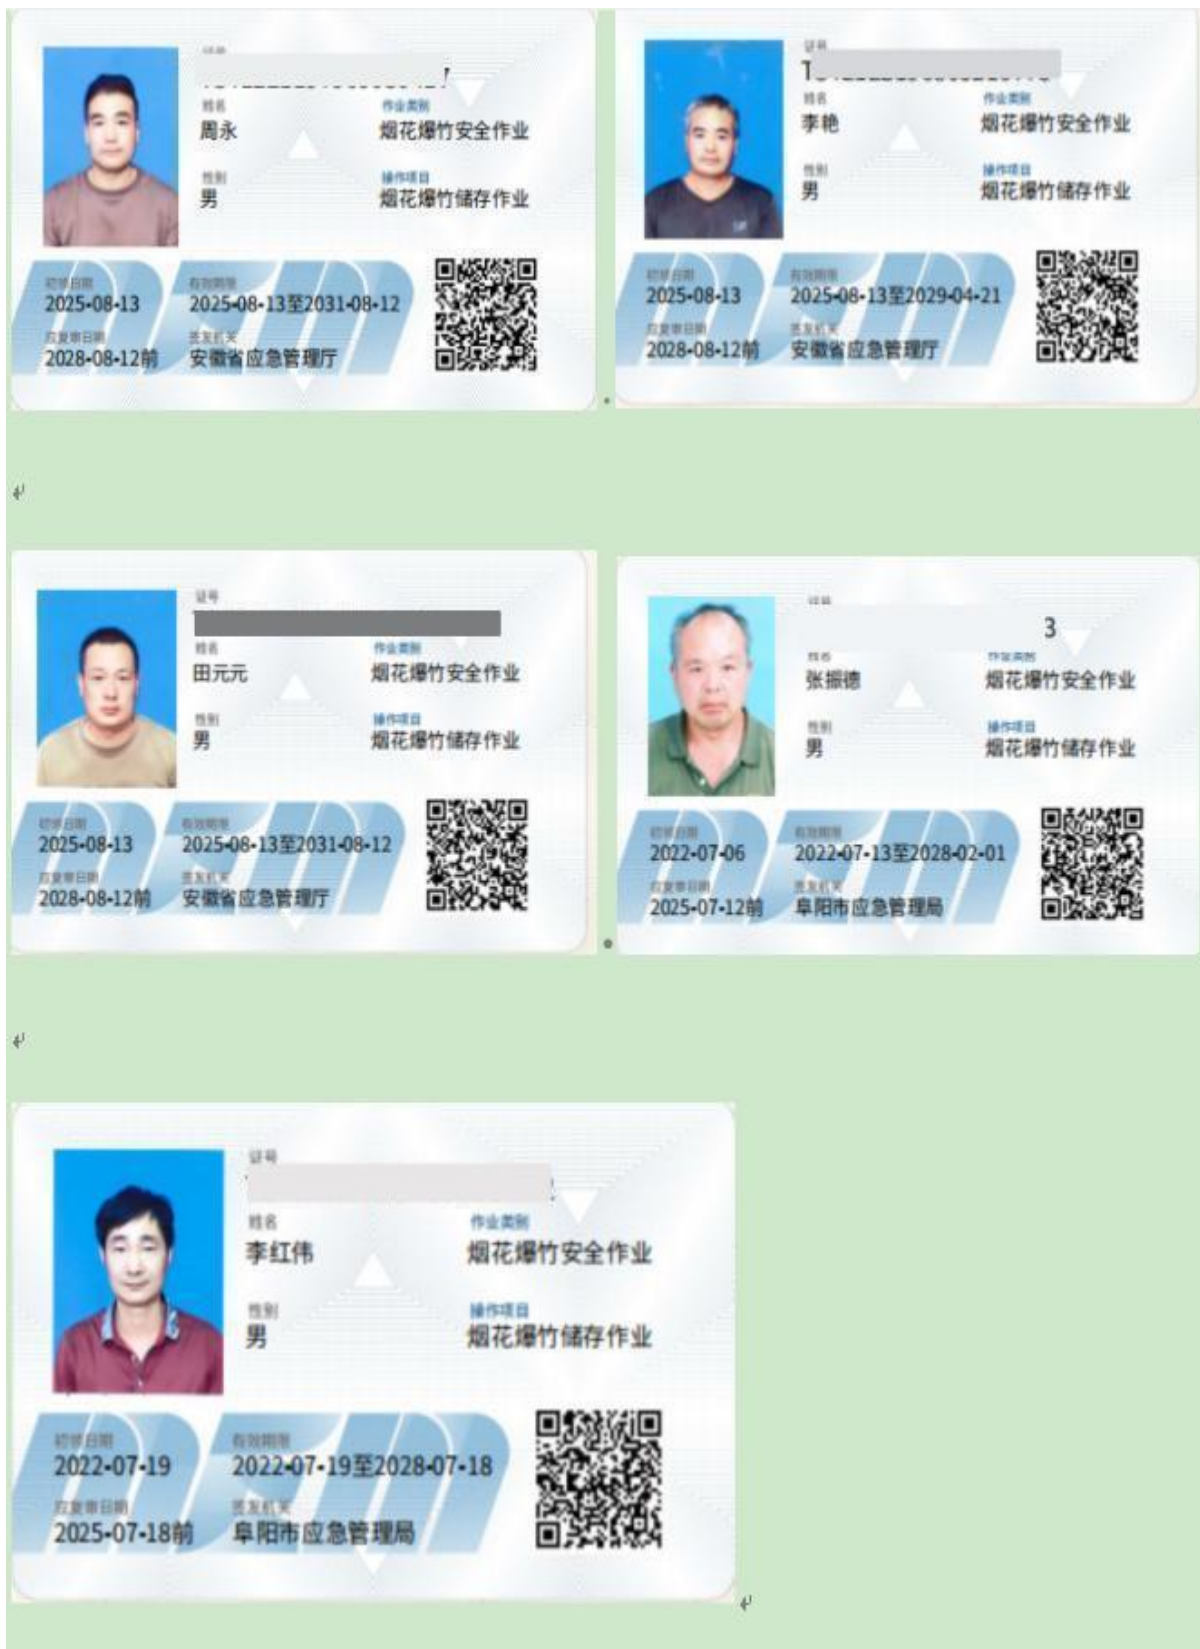 周永
作业类别
烟花爆竹安全作业
性别
男
操作项目
烟花爆竹储存作业
初领日期
2025-08-13
有效期限
2025-08-13至2031-08-12
应复审日期
2028-08-12前
签发机关
安徽省应急管理厅
证号
姓名
李艳
作业类别
烟花爆竹安全作业
性别
男
操作项目
烟花爆竹储存作业
初领日期
2025-08-13
有效期限
2025-08-13至2029-04-21
应复审日期
2028-08-12前
签发机关
安徽省应急管理厅
证号
姓名
田元元
作业类别
烟花爆竹安全作业
性别
男
操作项目
烟花爆竹储存作业
初领日期
2025-08-13
有效期限
2025-08-13至2031-08-12
应复审日期
2028-08-12前
签发机关
安徽省应急管理厅
3
姓名
张振德
作业类别
烟花爆竹安全作业
性别
男
操作项目
烟花爆竹储存作业
初领日期
2022-07-06
有效期限
2022-07-13至2028-02-01
应复审日期
2025-07-12前
签发机关
阜阳市应急管理局
证号
姓名
李红伟
作业类别
烟花爆竹安全作业
性别
男
操作项目
烟花爆竹储存作业
初领日期
2022-07-19
有效期限
2022-07-19至2028-07-18
应复审日期
2025-07-18前
签发机关
阜阳市应急管理局